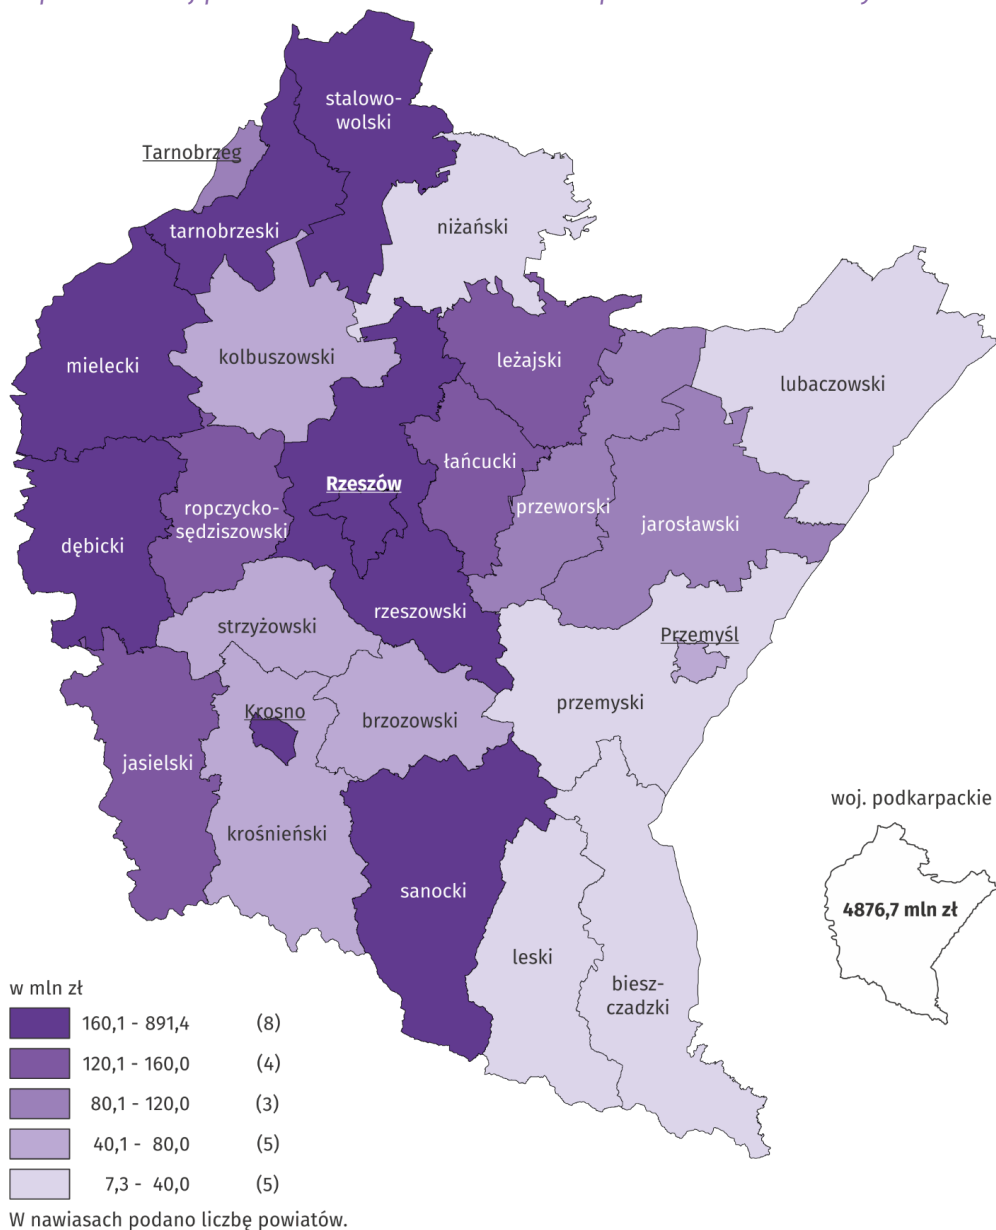 stalowo-
wolski
Tarnobrzeg
tarnobrzeski
niżański
mielecki
kolbuszowski
leżajski
lubaczowski
łańcucki
Rzeszów
ropczycko-
sędziszowski
przeworski
jarosławski
dębicki
rzeszowski
strzyżowski
Przemyśl
przemyski
Krosno
brzozowski
jasielski
krośnieński
sanocki
leski
biesz-
czadzki
woj. podkarpackie
4876,7 mln zł
w mln zł
160,1 - 891,4 (8)
120,1 - 160,0 (4)
80,1 - 120,0 (3)
40,1 - 80,0 (5)
7,3 - 40,0 (5)
W nawiasach podano liczbę powiatów.